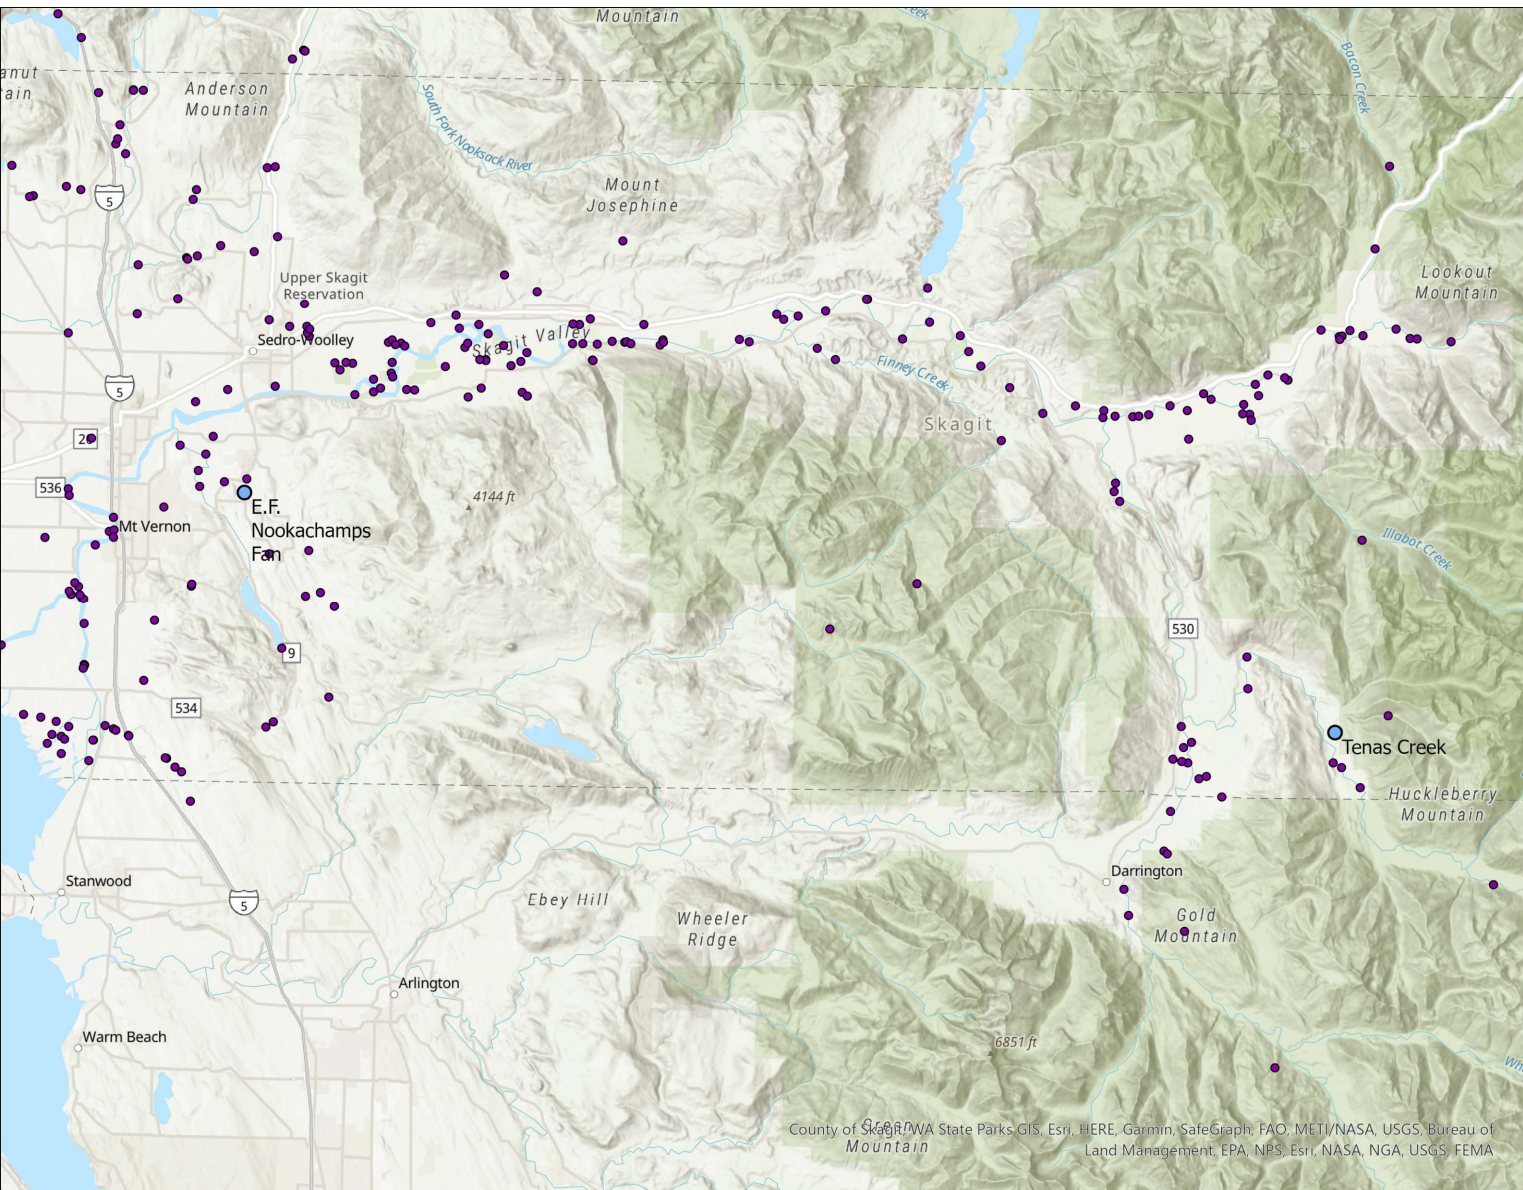 Mountain
Creek
Bacon Creek
anut
tain
Anderson
Mountain
South Fork Nooksack River
Mount
Josephine
5
Upper Skagit
Reservation
Lookout
Mountain
Sedro-Woolley
Skagit Valley
Finney Creek
5
Skagit
20
536
4144 ft
E.F.
Nookachamps
Fan
Mt Vernon
Illabot Creek
530
9
534
Tenas Creek
Huckleberry
Mountain
Darrington
Stanwood
Ebey Hill
5
Wheeler
Ridge
Gold
Mountain
Arlington
Warm Beach
6851 ft
Whi
Green
Mountain
County of Skagit, WA State Parks GIS, Esri, HERE, Garmin, SafeGraph, FAO, METI/NASA, USGS, Bureau of
Land Management, EPA, NPS, Esri, NASA, NGA, USGS, FEMA